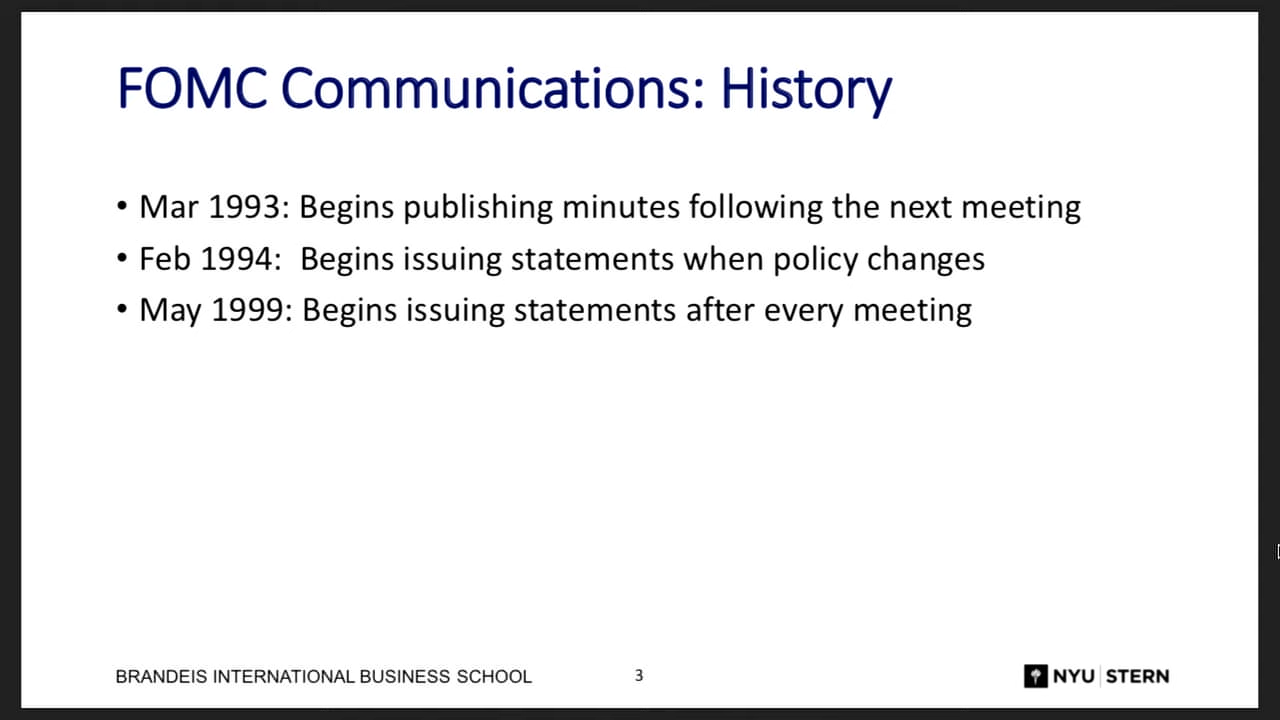 FOMC Communications: History
• Mar 1993: Begins publishing minutes following the next meeting
• Feb 1994:  Begins issuing statements when policy changes
• May 1999: Begins issuing statements after every meeting
BRANDEIS INTERNATIONAL BUSINESS SCHOOL
3
NYU STERN